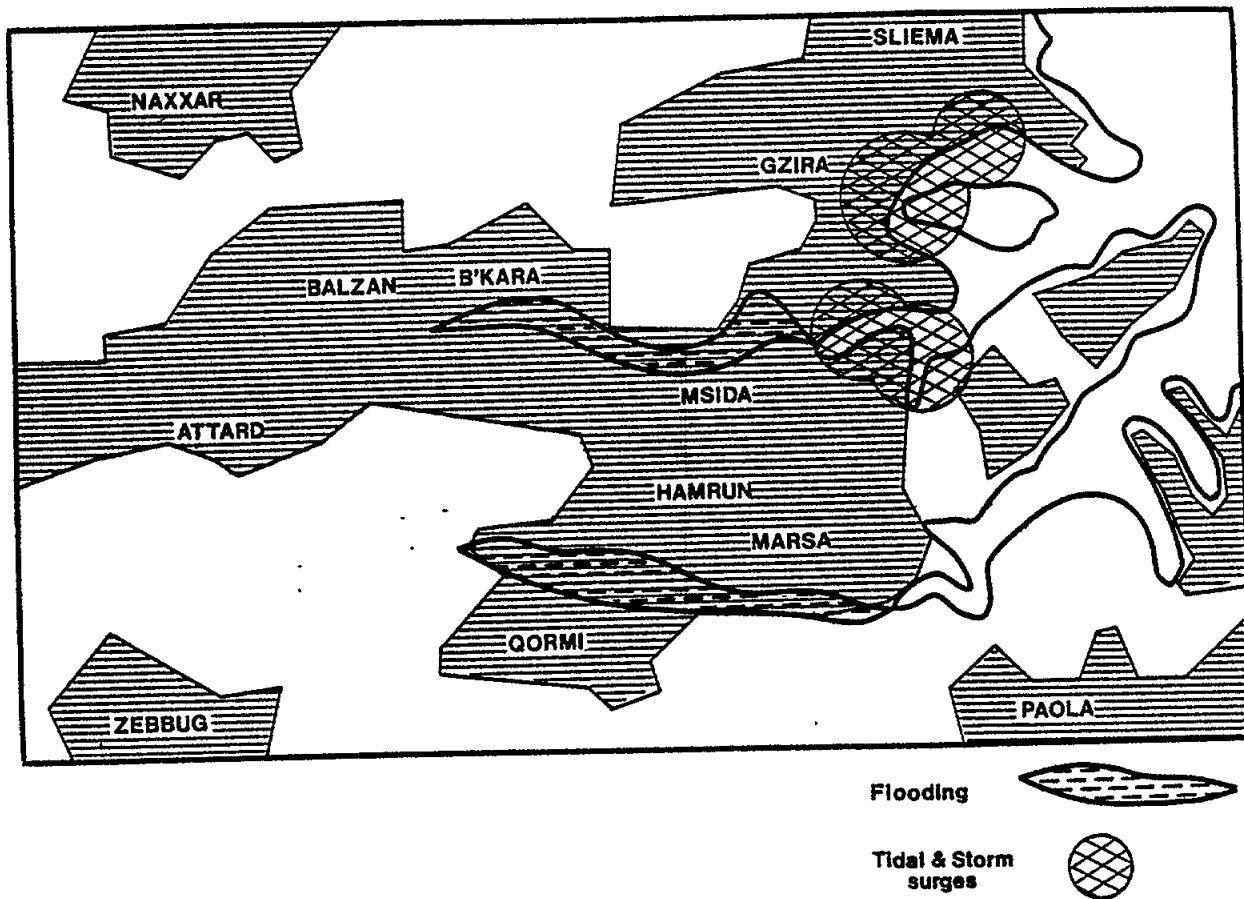 SLIEMA
NAXXAR
GZIRA
B'KARA
BALZAN
MSIDA
ATTARD
HAMRUN
MARSA
QORMI
ZEBBUG
PAOLA
Flooding
Tidal & Storm
surges